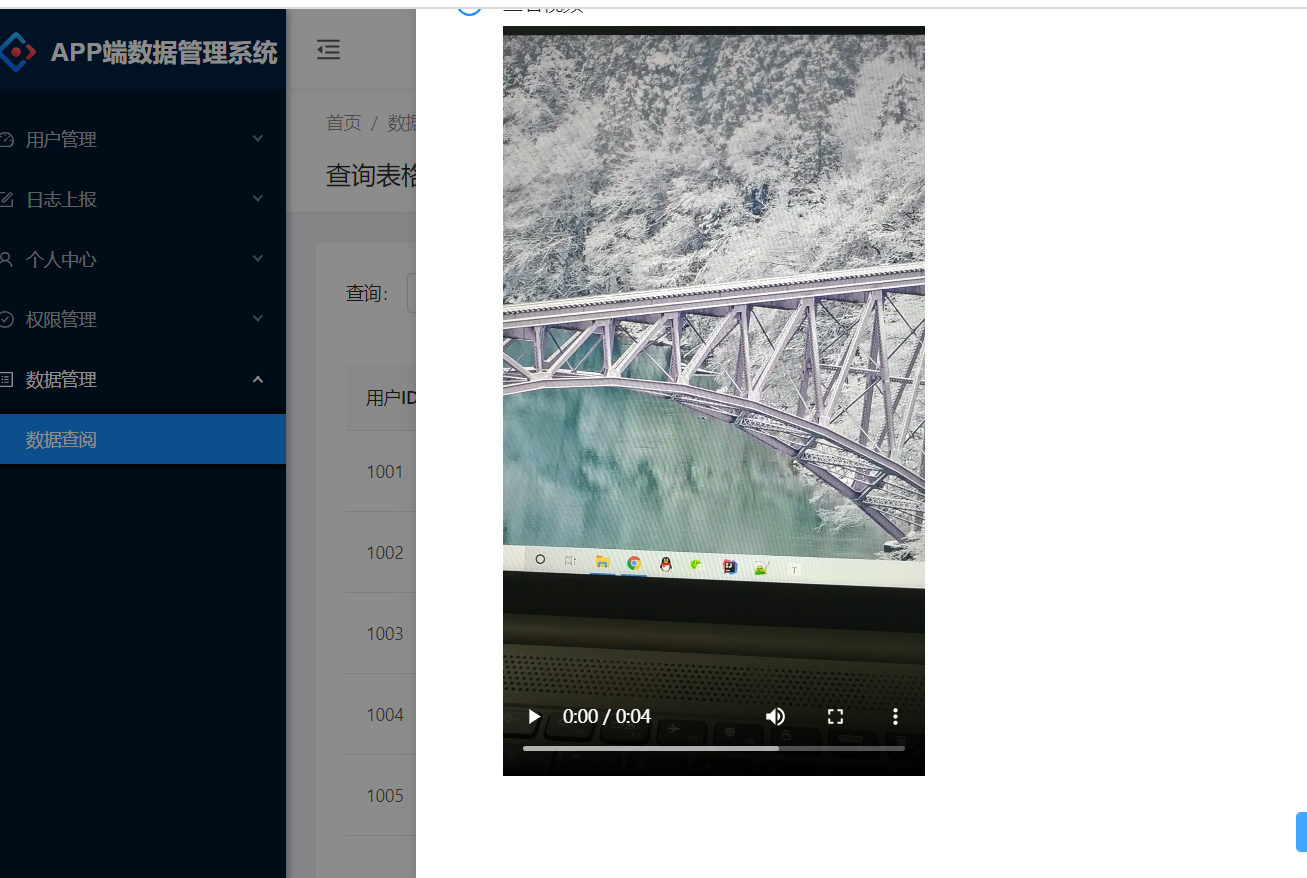 APP端数据管理系统
用户管理
日志上报
个人中心
权限管理
数据管理
数据查阅
首页 / 数据
查询表格
查询：
用户ID
1001
1002
1003
1004
1005
0:00 / 0:04